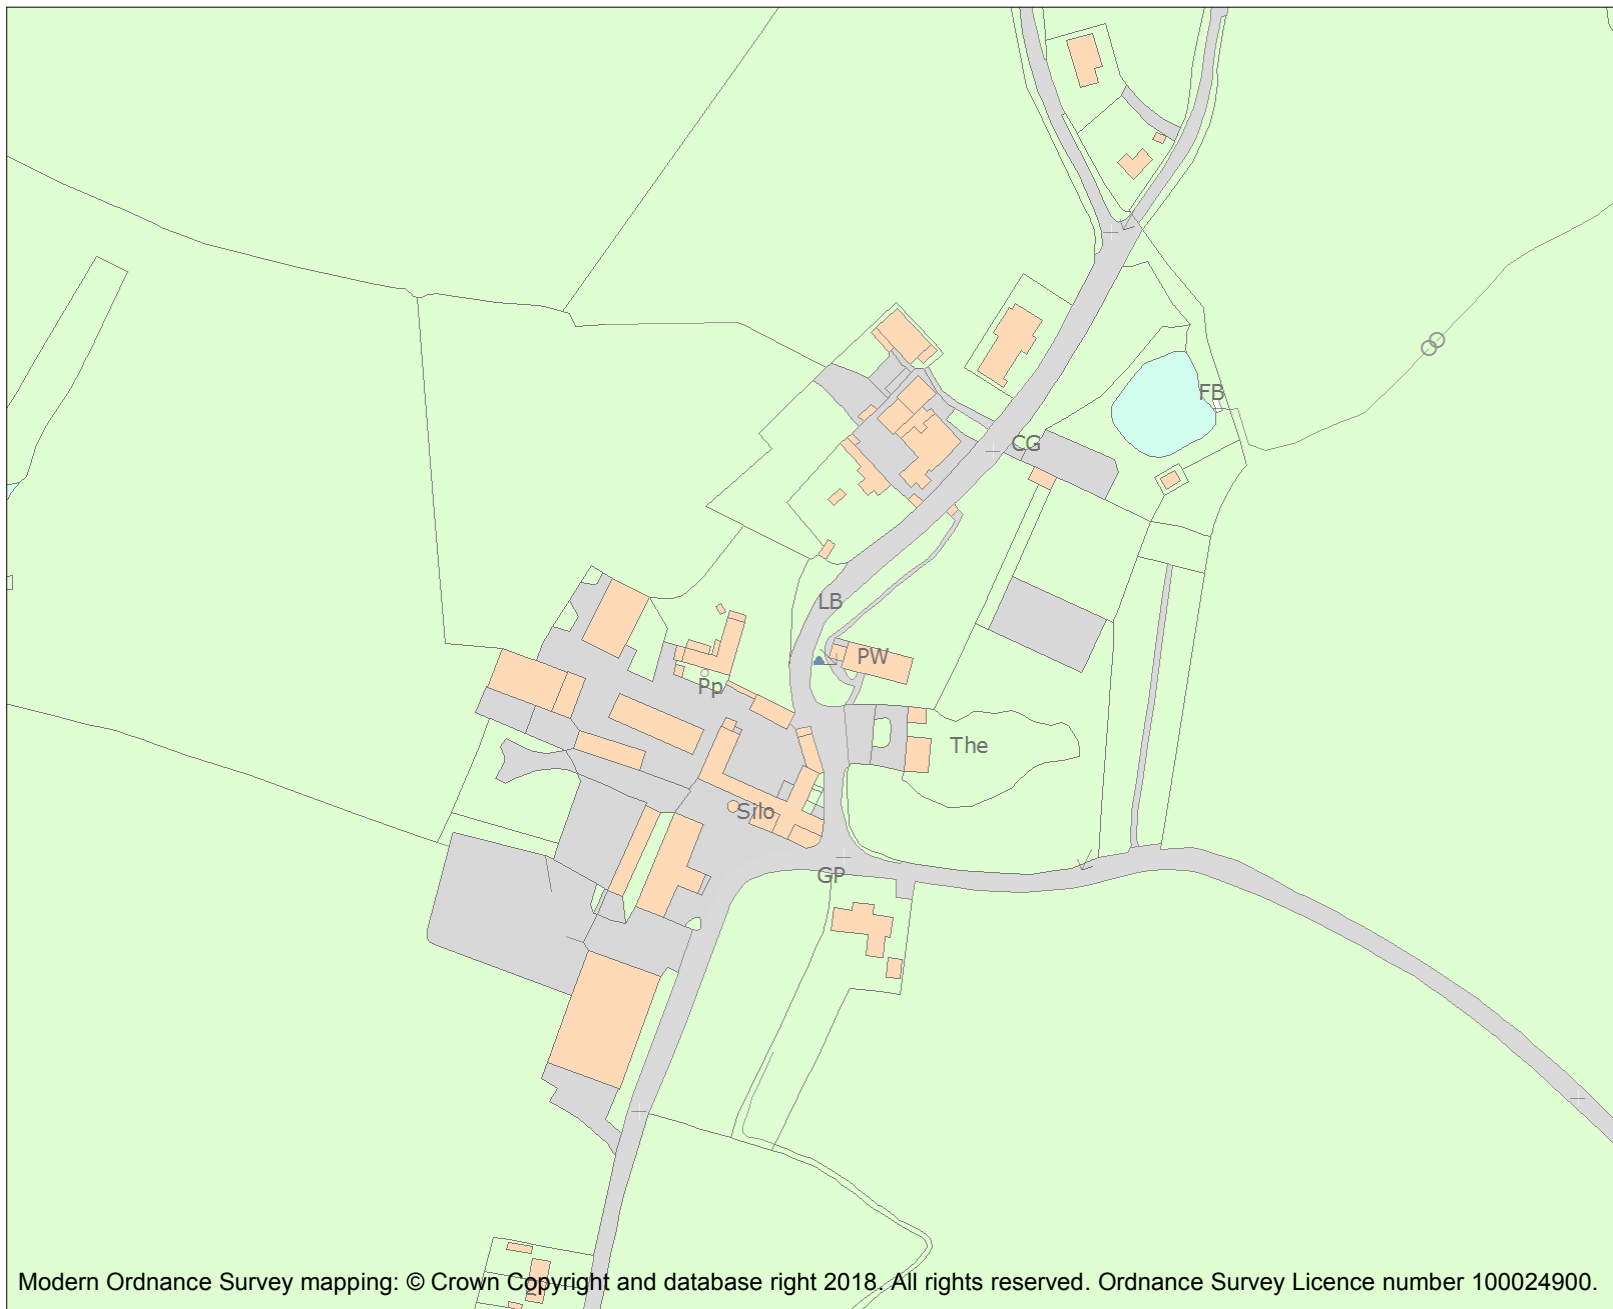 FB
CG
LB
PW
Pp
The
Silo
GP
Modern Ordnance Survey mapping: © Crown Copyright and database right 2018. All rights reserved. Ordnance Survey Licence number 100024900.